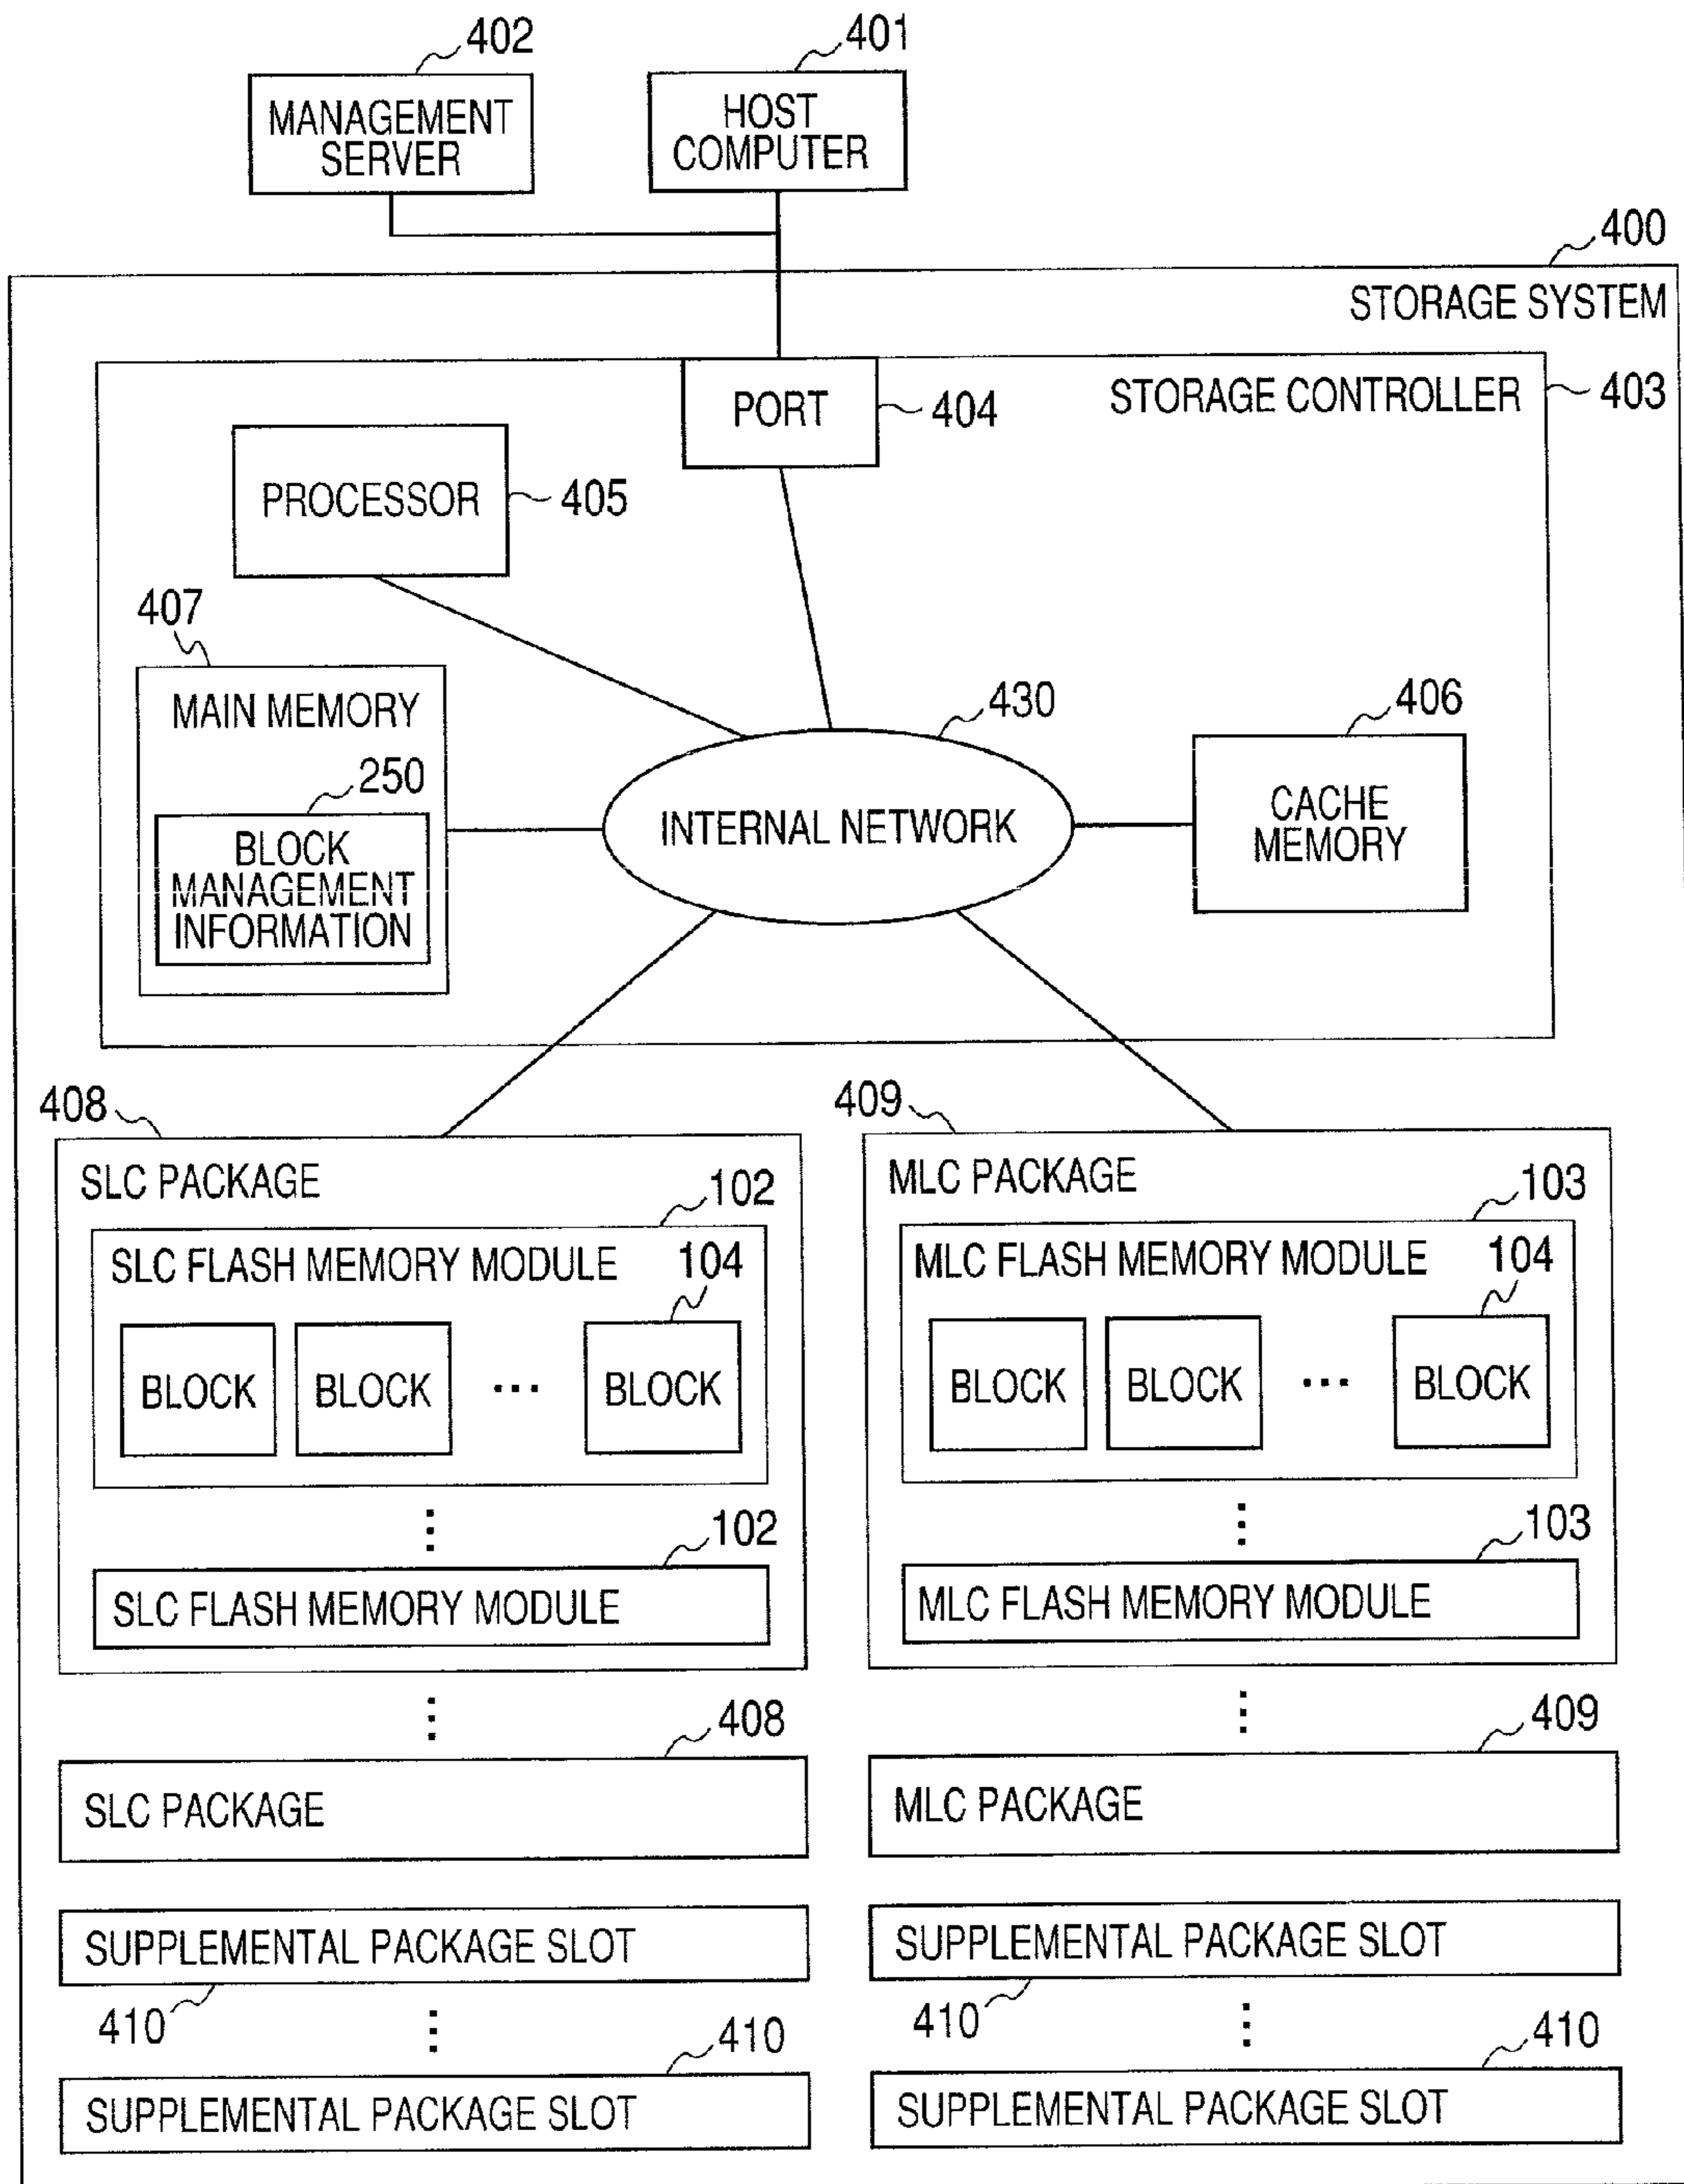 402
401
MANAGEMENT
SERVER
HOST
COMPUTER
400
STORAGE SYSTEM
PORT
404
STORAGE CONTROLLER
403
PROCESSOR
405
407
MAIN MEMORY
250
BLOCK
MANAGEMENT
INFORMATION
430
INTERNAL NETWORK
406
CACHE
MEMORY
408
SLC PACKAGE
102
SLC FLASH MEMORY MODULE
104
BLOCK
BLOCK
...
BLOCK
102
SLC FLASH MEMORY MODULE
409
MLC PACKAGE
103
MLC FLASH MEMORY MODULE
104
BLOCK
BLOCK
...
BLOCK
103
MLC FLASH MEMORY MODULE
408
SLC PACKAGE
409
MLC PACKAGE
SUPPLEMENTAL PACKAGE SLOT
410
410
SUPPLEMENTAL PACKAGE SLOT
SUPPLEMENTAL PACKAGE SLOT
410
410
SUPPLEMENTAL PACKAGE SLOT